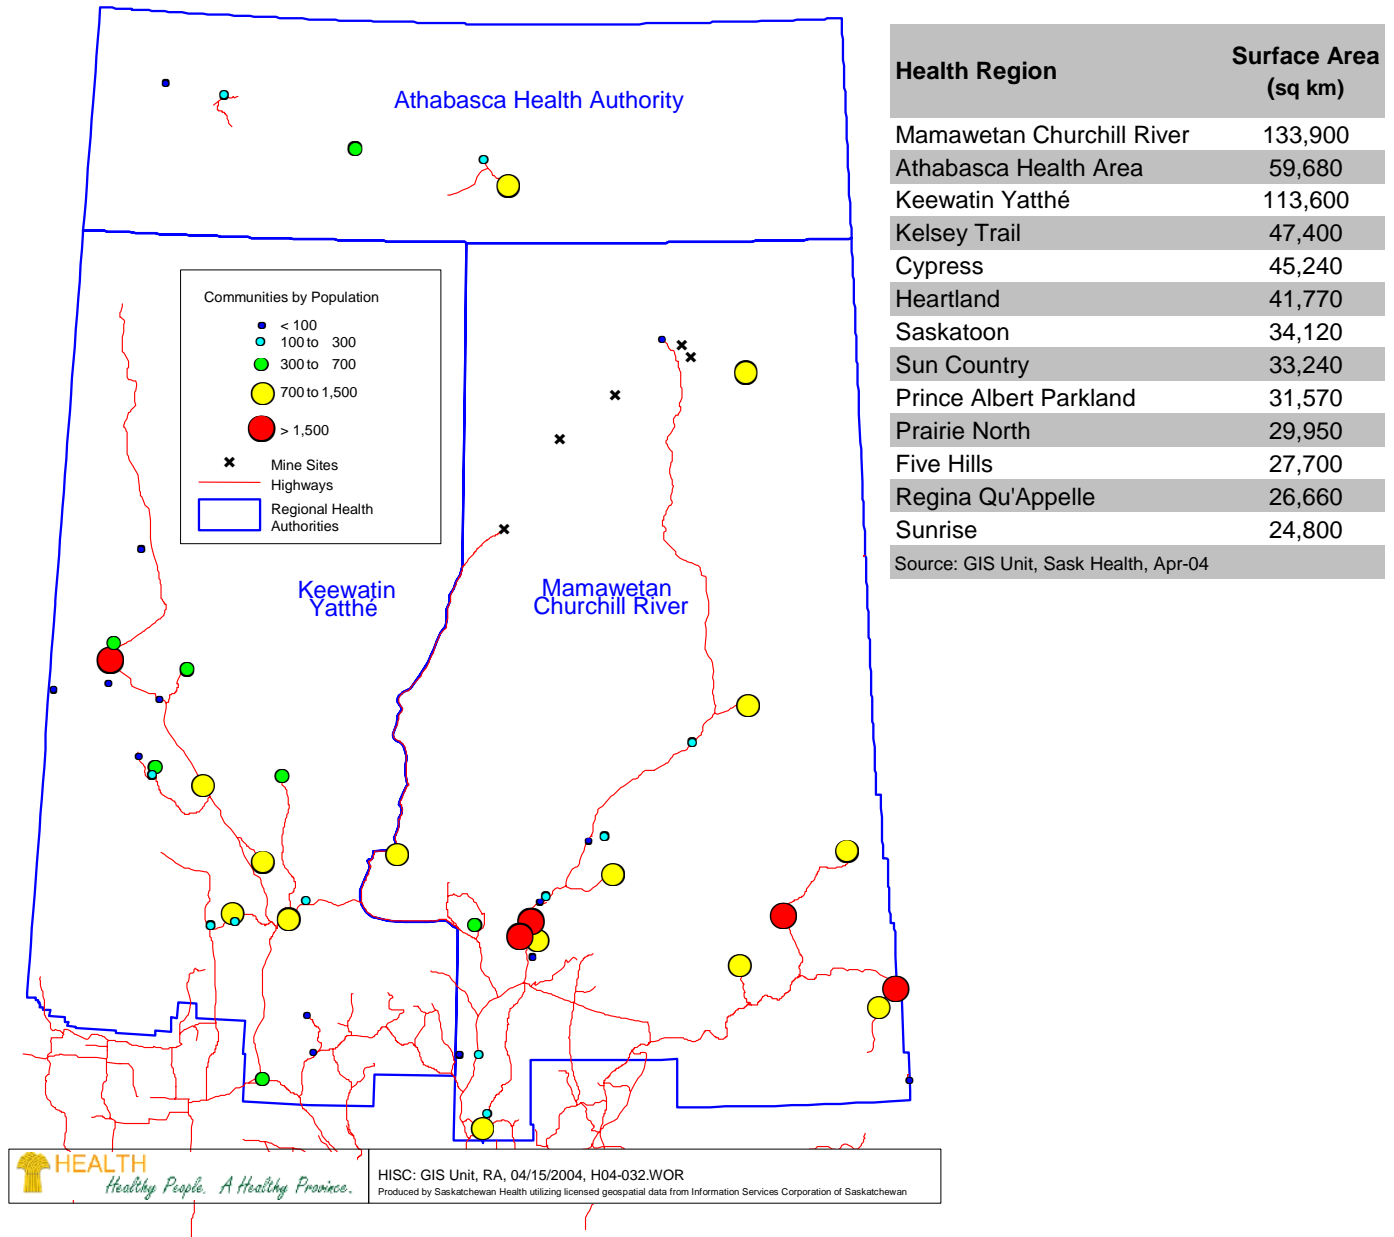 Athabasca Health Authority
Communities by Population
< 100
100 to 300
300 to 700
700 to 1,500
> 1,500
Mine Sites
Highways
Regional Health
Authorities
Keewatin
Yatthé
Mamawetan
Churchill River
Health Region Surface Area
(sq km)
Mamawetan Churchill River 133,900
Athabasca Health Area 59,680
Keewatin Yatthé 113,600
Kelsey Trail 47,400
Cypress 45,240
Heartland 41,770
Saskatoon 34,120
Sun Country 33,240
Prince Albert Parkland 31,570
Prairie North 29,950
Five Hills 27,700
Regina Qu'Appelle 26,660
Sunrise 24,800
Source: GIS Unit, Sask Health, Apr-04
HEALTH
Healthy People. A Healthy Province.
HISC: GIS Unit, RA, 04/15/2004, H04-032.WOR
Produced by Saskatchewan Health utilizing licensed geospatial data from Information Services Corporation of Saskatchewan